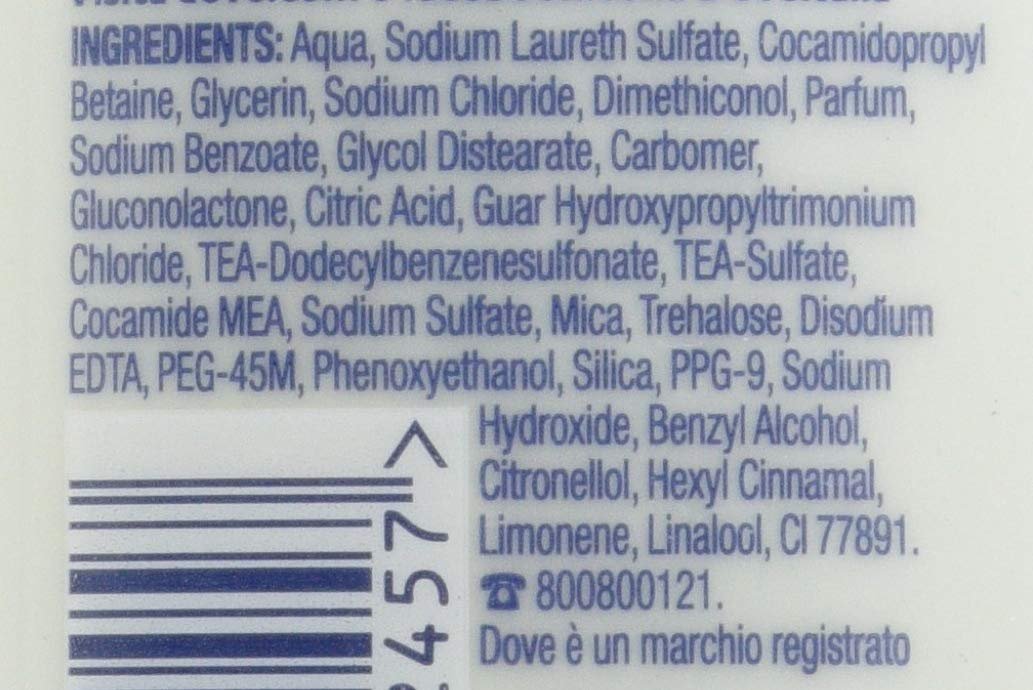 INGREDIENTS: Aqua, Sodium Laureth Sulfate, Cocamidopropyl
Betaine, Glycerin, Sodium Chloride, Dimethiconol, Parfum,
Sodium Benzoate, Glycol Distearate, Carbomer,
Gluconolactone, Citric Acid, Guar Hydroxypropyltrimonium
Chloride, TEA-Dodecylbenzenesulfonate, TEA-Sulfate,
Cocamide MEA, Sodium Sulfate, Mica, Trehalose, Disodium
EDTA, PEG-45M, Phenoxyethanol, Silica, PPG-9, Sodium
Hydroxide, Benzyl Alcohol,
Citronellol, Hexyl Cinnamal,
Limonene, Linalool, CI 77891.
☎ 800800121.
Dove è un marchio registrato
2457 >